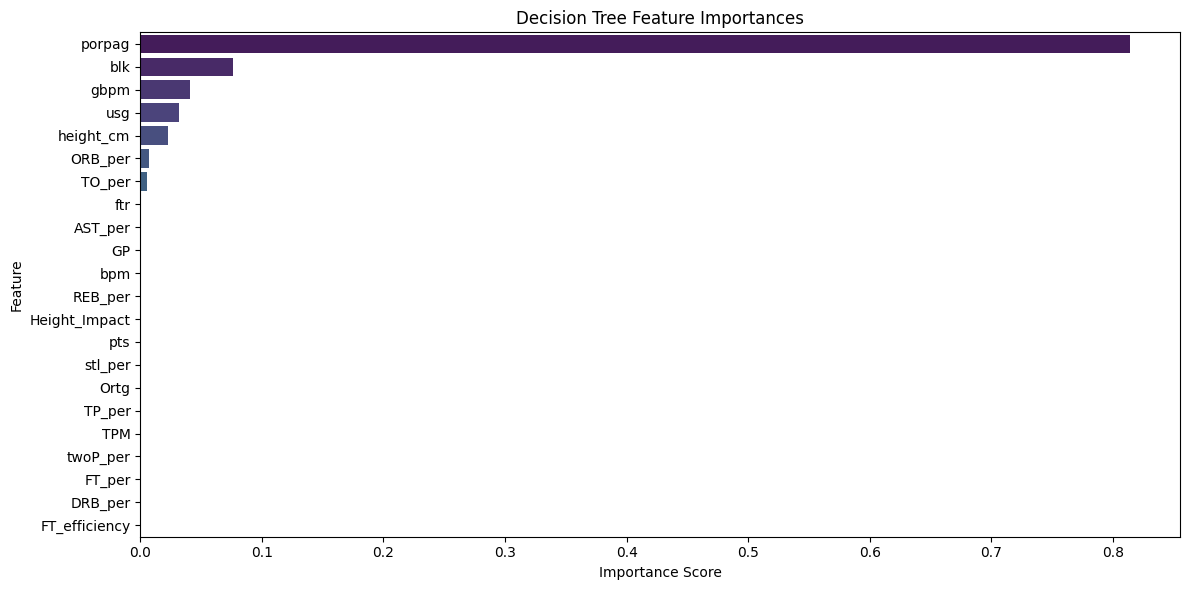 Decision Tree Feature Importances
porpag
blk
gbpm
usg
height_cm
ORB_per
TO_per
ftr
AST_per
GP
bpm
REB_per
Height_Impact
pts
stl_per
Ortg
TP_per
TPM
twoP_per
FT_per
DRB_per
FT_efficiency
Feature
0.0 0.1 0.2 0.3 0.4 0.5 0.6 0.7 0.8
Importance Score